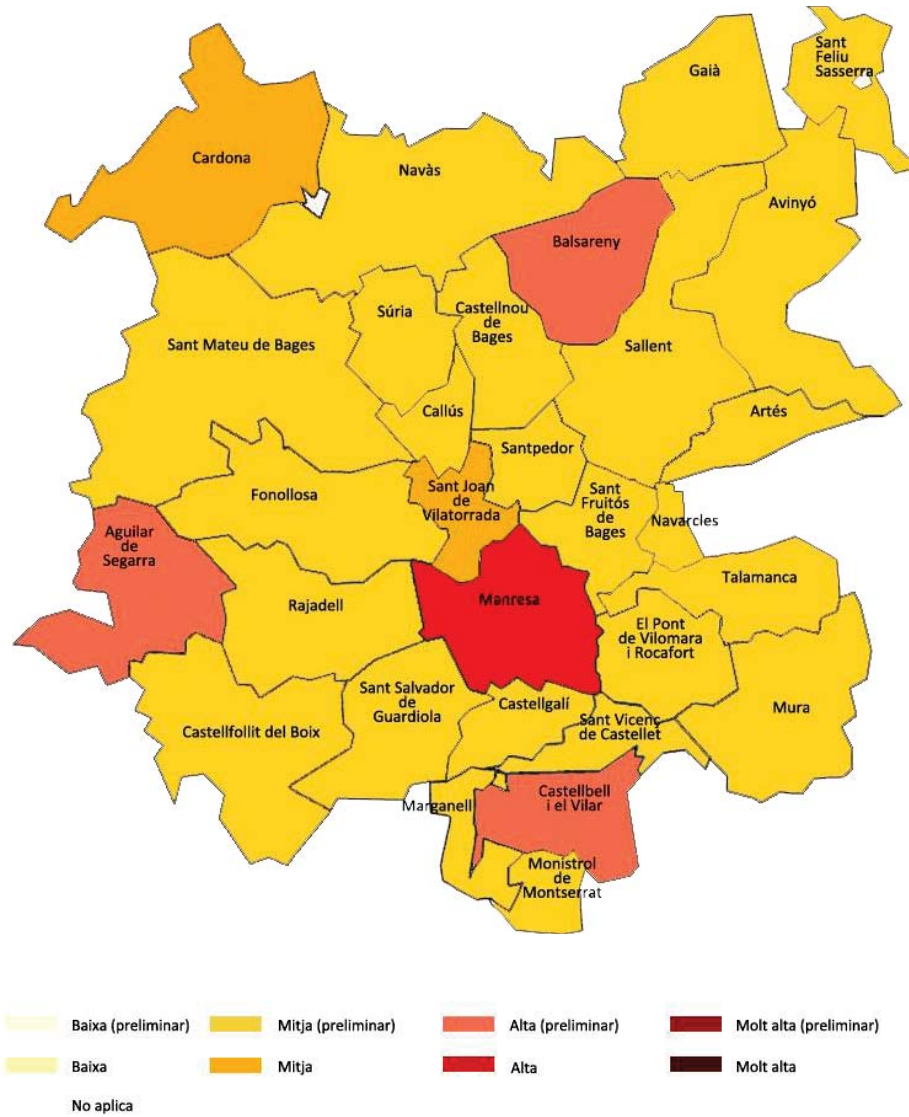 Sant
Feliu
Sasserra
Gaià
Cardona
Navàs
Avinyó
Balsareny
Súria
Castellnou
de
Bages
Sant Mateu de Bages
Sallent
Callús
Artés
Santpedor
Fonollosa
Sant Joan
de
Vilatorrada
Sant
Fruitós
de
Bages
Navarcles
Aguilar
de
Segarra
Talamanca
Rajadell
Manresa
El Pont
de Vilomara
i Rocafort
Sant Salvador
de
Guardiola
Castellgalí
Mura
Castellfollit del Boix
Sant Vicenç
de Castellet
Marganell
Castellbell
i el Vilar
Monistrol
de
Montserrat
Baixa (preliminar)
Mitja (preliminar)
Alta (preliminar)
Molt alta (preliminar)
Baixa
Mitja
Alta
Molt alta
No aplica